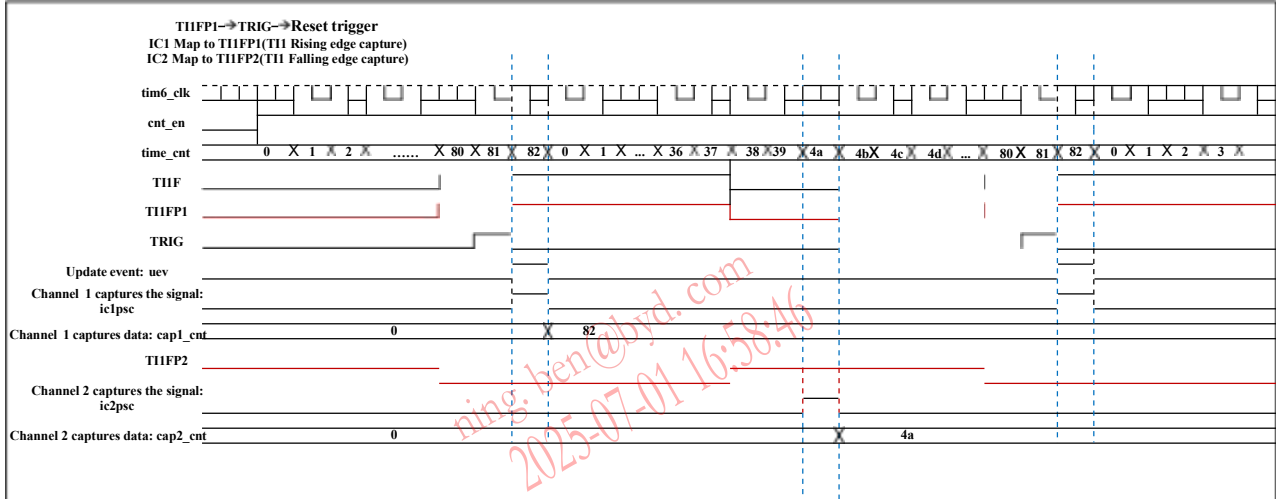 TI1FP1→TRIG→Reset trigger
IC1 Map to TI1FP1(TI1 Rising edge capture)
IC2 Map to TI1FP2(TI1 Falling edge capture)
tim6_clk
cnt_en
time_cnt 0 X 1 X 2 X ...... X 80 X 81 X 82 X 0 X 1 X ... X 36 X 37 X 38 X 39 X 4a X 4b X 4c X 4d X ... X 80 X 81 X 82 X 0 X 1 X 2 X 3 X
TI1F
TI1FP1
TRIG
Update event: uev
Channel 1 captures the signal:
ic1psc
Channel 1 captures data: cap1_cnt 0 X 82
TI1FP2
Channel 2 captures the signal:
ic2psc
Channel 2 captures data: cap2_cnt 0 X 4a
ning.ben@byd.com
2025-07-01 16:58:46